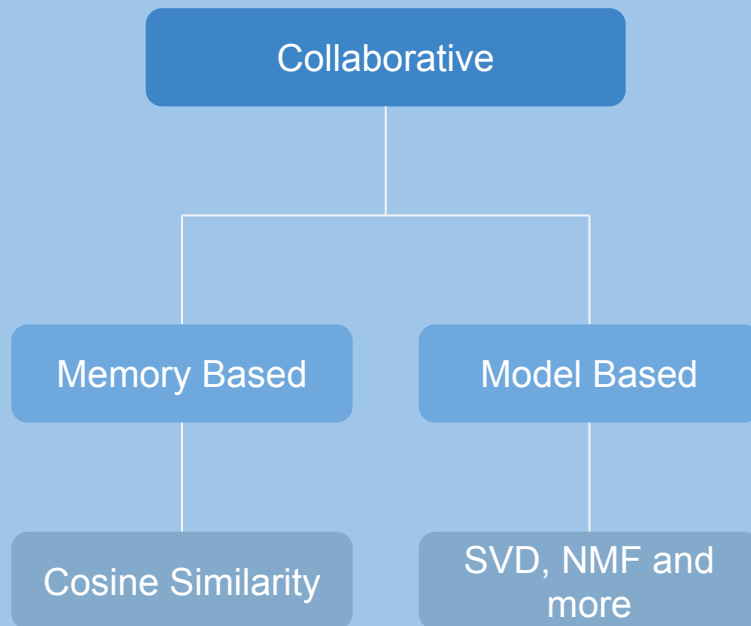 Collaborative
Memory Based
Model Based
Cosine Similarity
SVD, NMF and
more